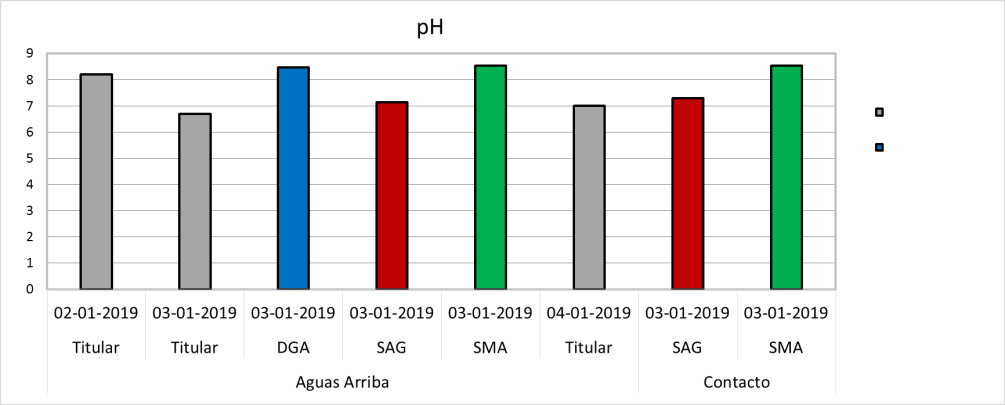 pH
9
8
7
6
5
4
3
2
1
0
02-01-2019 03-01-2019 03-01-2019 03-01-2019 03-01-2019 04-01-2019 03-01-2019 03-01-2019
Titular Titular DGA SAG SMA Titular SAG SMA
Aguas Arriba Contacto